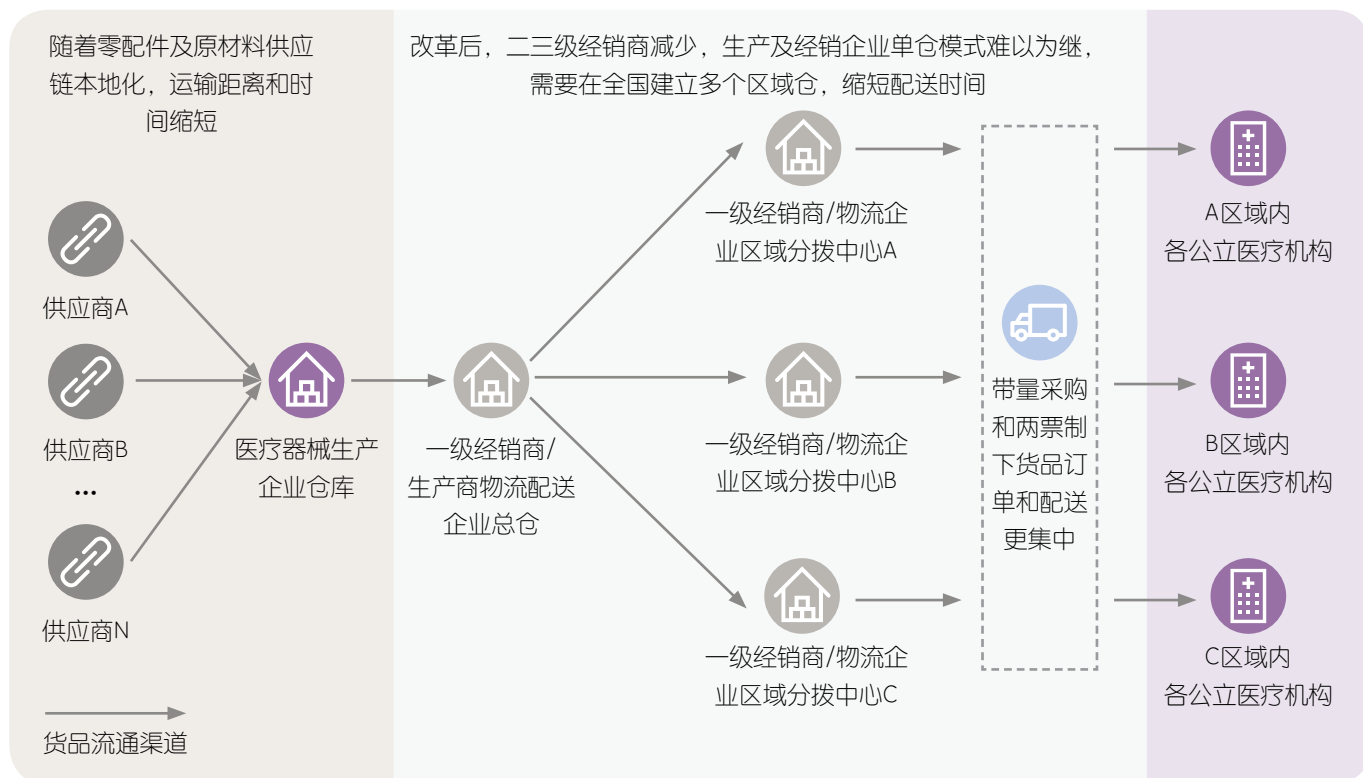 随着零配件及原材料供应
链本地化，运输距离和时
间缩短
改革后，二三级经销商减少，生产及经销企业单仓模式难以为继，
需要在全国建立多个区域仓，缩短配送时间
供应商A
供应商B
...
供应商N
医疗器械生产
企业仓库
一级经销商/
生产商物流配送
企业总仓
一级经销商/物流企
业区域分拨中心A
一级经销商/物流企
业区域分拨中心B
一级经销商/物流企
业区域分拨中心C
带量采购
和两票制
下货品订
单和配送
更集中
A区域内
各公立医疗机构
B区域内
各公立医疗机构
C区域内
各公立医疗机构
货品流通渠道